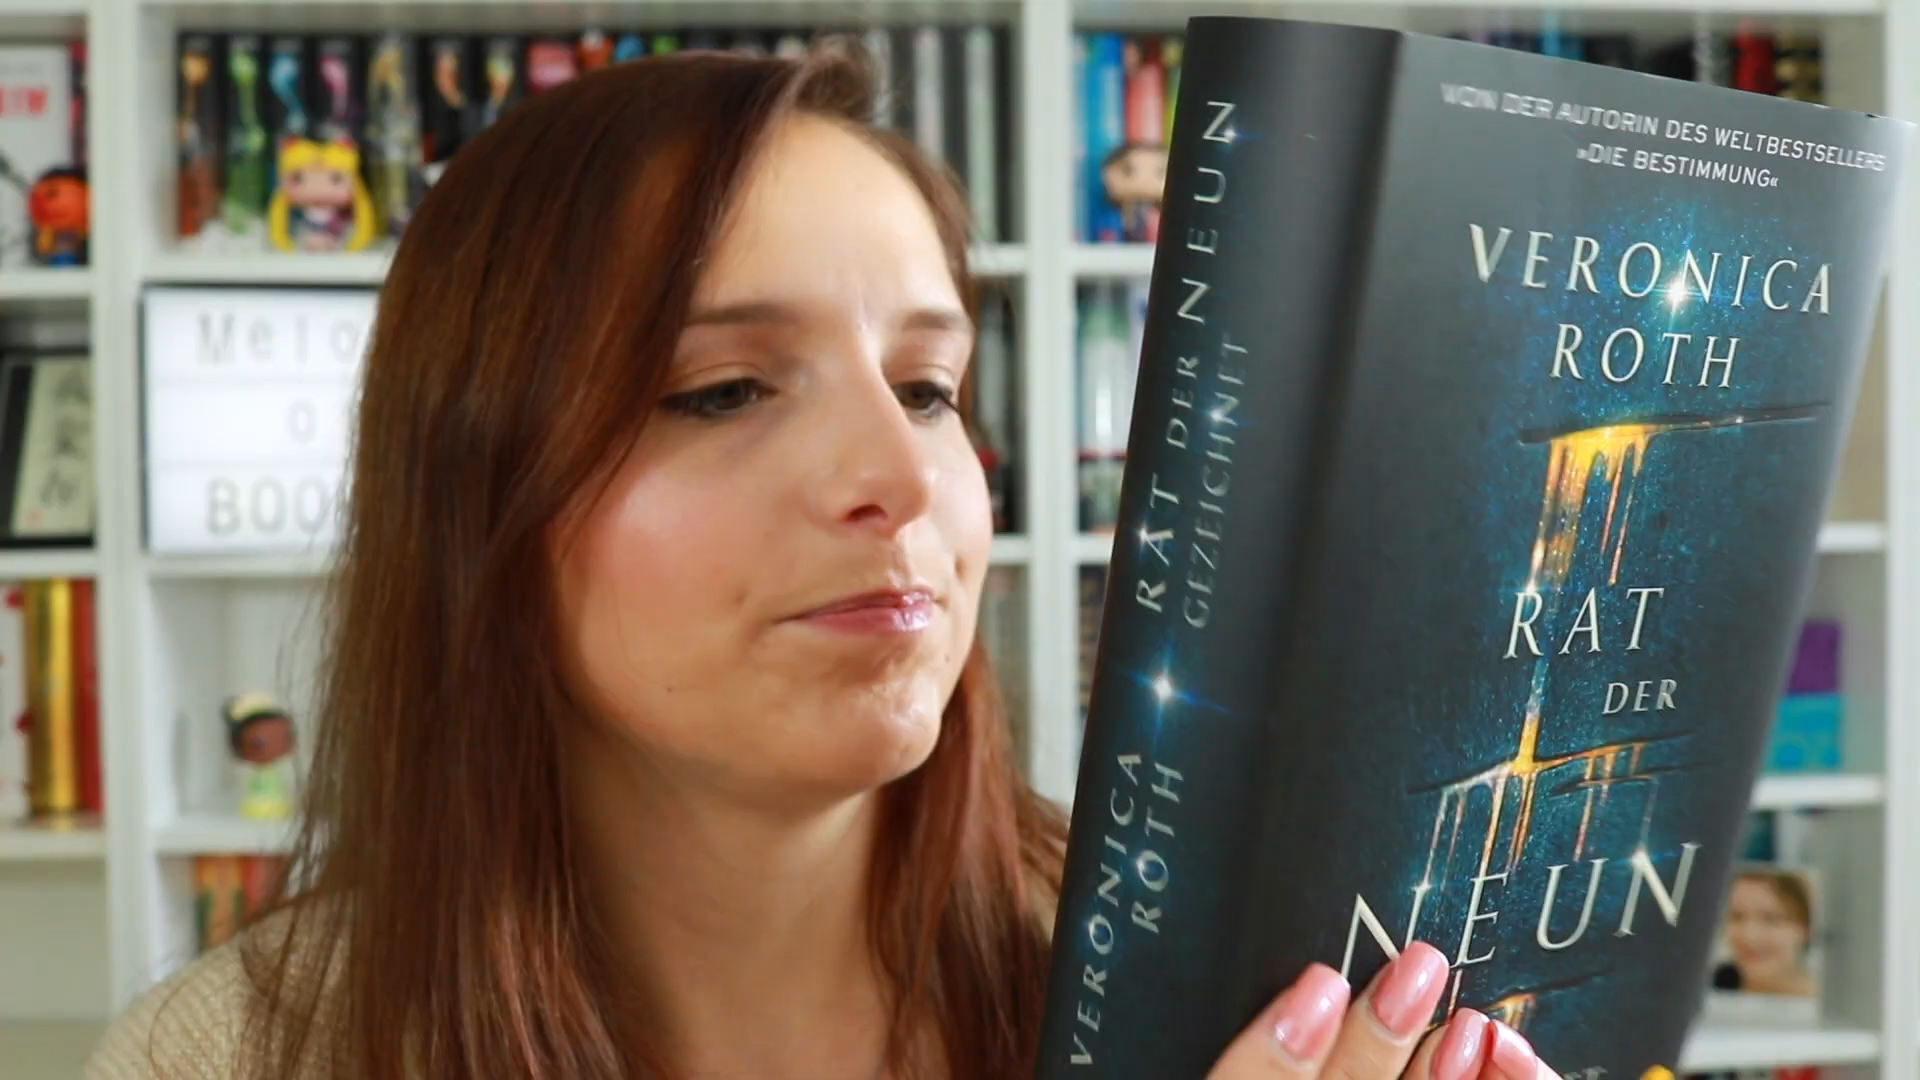 VON DER AUTORIN DES WELTBESTSELLERS
»DIE BESTIMMUNG«
VERONICA
ROTH
RAT
DER
NEUN
VERONICA
ROTH
RAT DER NEUN
GEZEICHNET